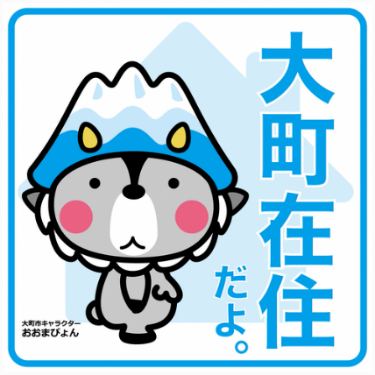 大町在住
だよ。
大町市キャラクター
おおまぴょん